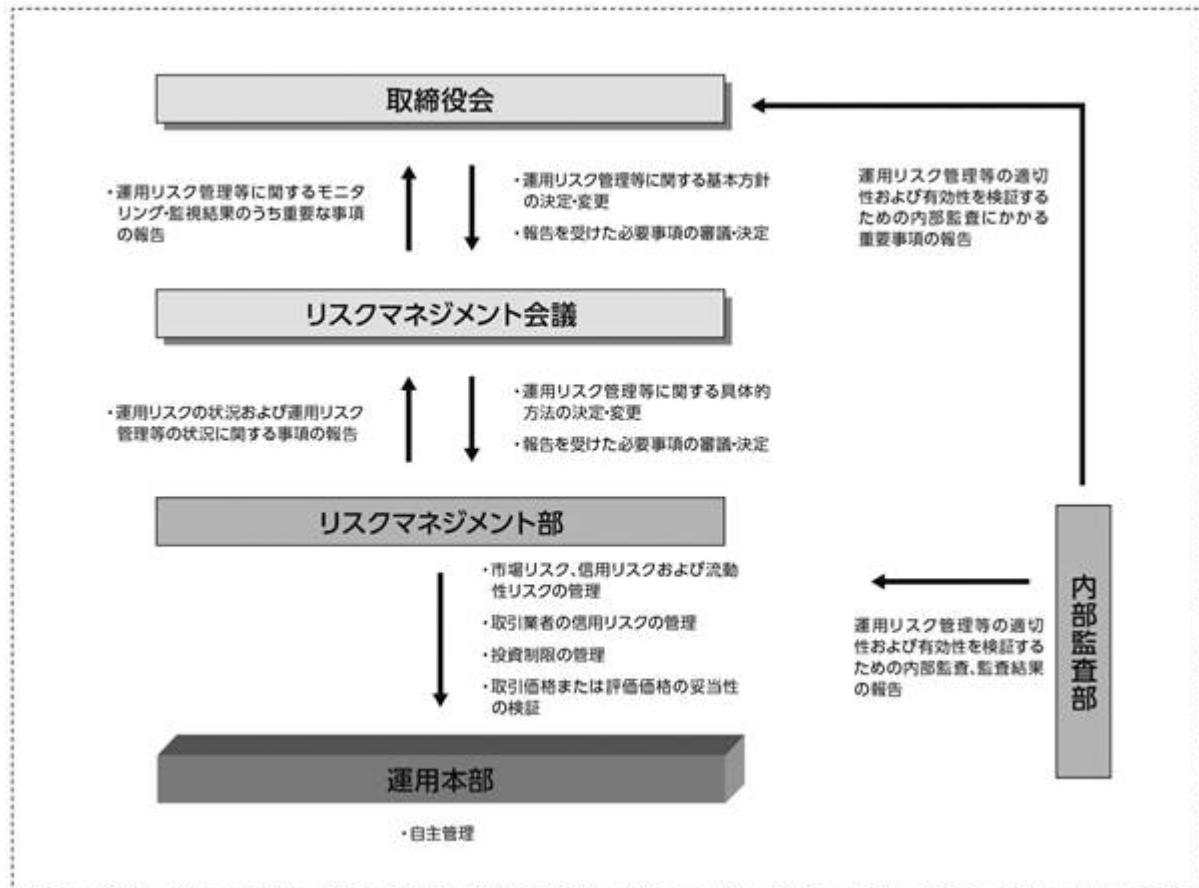 取締役会
・運用リスク管理等に関するモニタ
リング・監視結果のうち重要な事項
の報告
・運用リスク管理等に関する基本方針
の決定・変更
・報告を受けた必要事項の審議・決定
運用リスク管理等の適切
性および有効性を検証する
ための内部監査にかかる
重要事項の報告
リスクマネジメント会議
・運用リスクの状況および運用リスク
管理等の状況に関する事項の報告
・運用リスク管理等に関する具体的
方法の決定・変更
・報告を受けた必要事項の審議・決定
リスクマネジメント部
・市場リスク、信用リスクおよび流動
性リスクの管理
・取引業者の信用リスクの管理
・投資制限の管理
・取引価格または評価価格の妥当性
の検証
運用リスク管理等の適切
性および有効性を検証する
ための内部監査、監査結果
の報告
内部監査部
運用本部
・自主管理